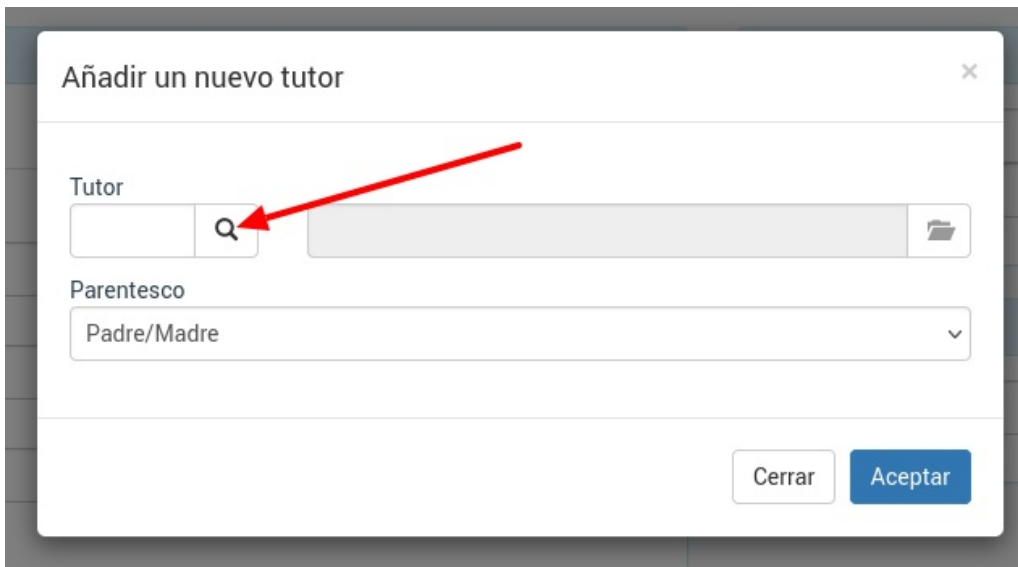 Añadir un nuevo tutor
×
Tutor
Parentesco
Padre/Madre
Cerrar
Aceptar